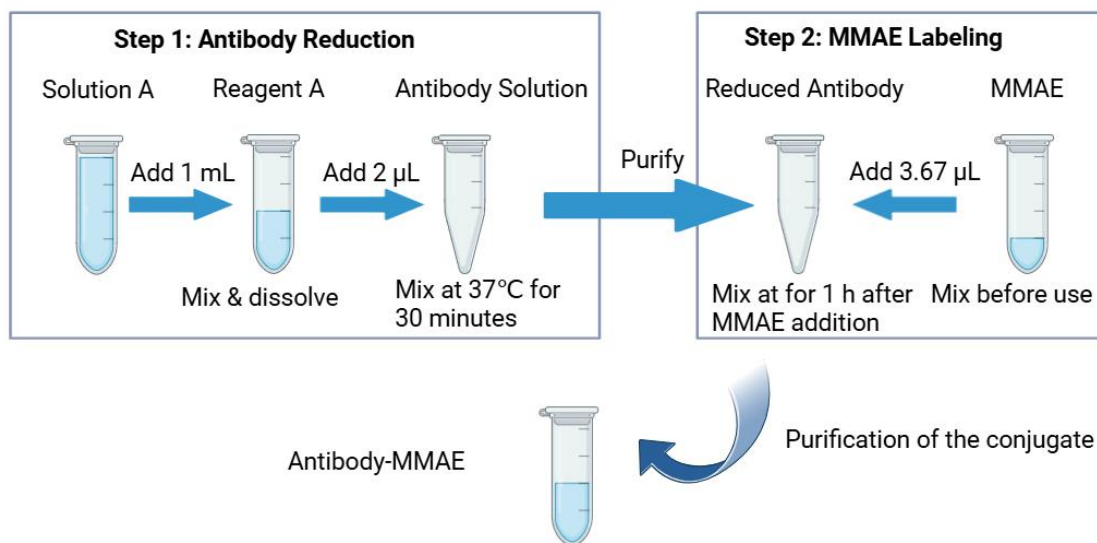 Step 1: Antibody Reduction
Solution A
Reagent A
Antibody Solution
Add 1 mL
Add 2 µL
Mix & dissolve
Mix at 37°C for
30 minutes
Purify
Step 2: MMAE Labeling
Reduced Antibody
MMAE
Add 3.67 µL
Mix at for 1 h after
MMAE addition
Mix before use
Purification of the conjugate
Antibody-MMAE